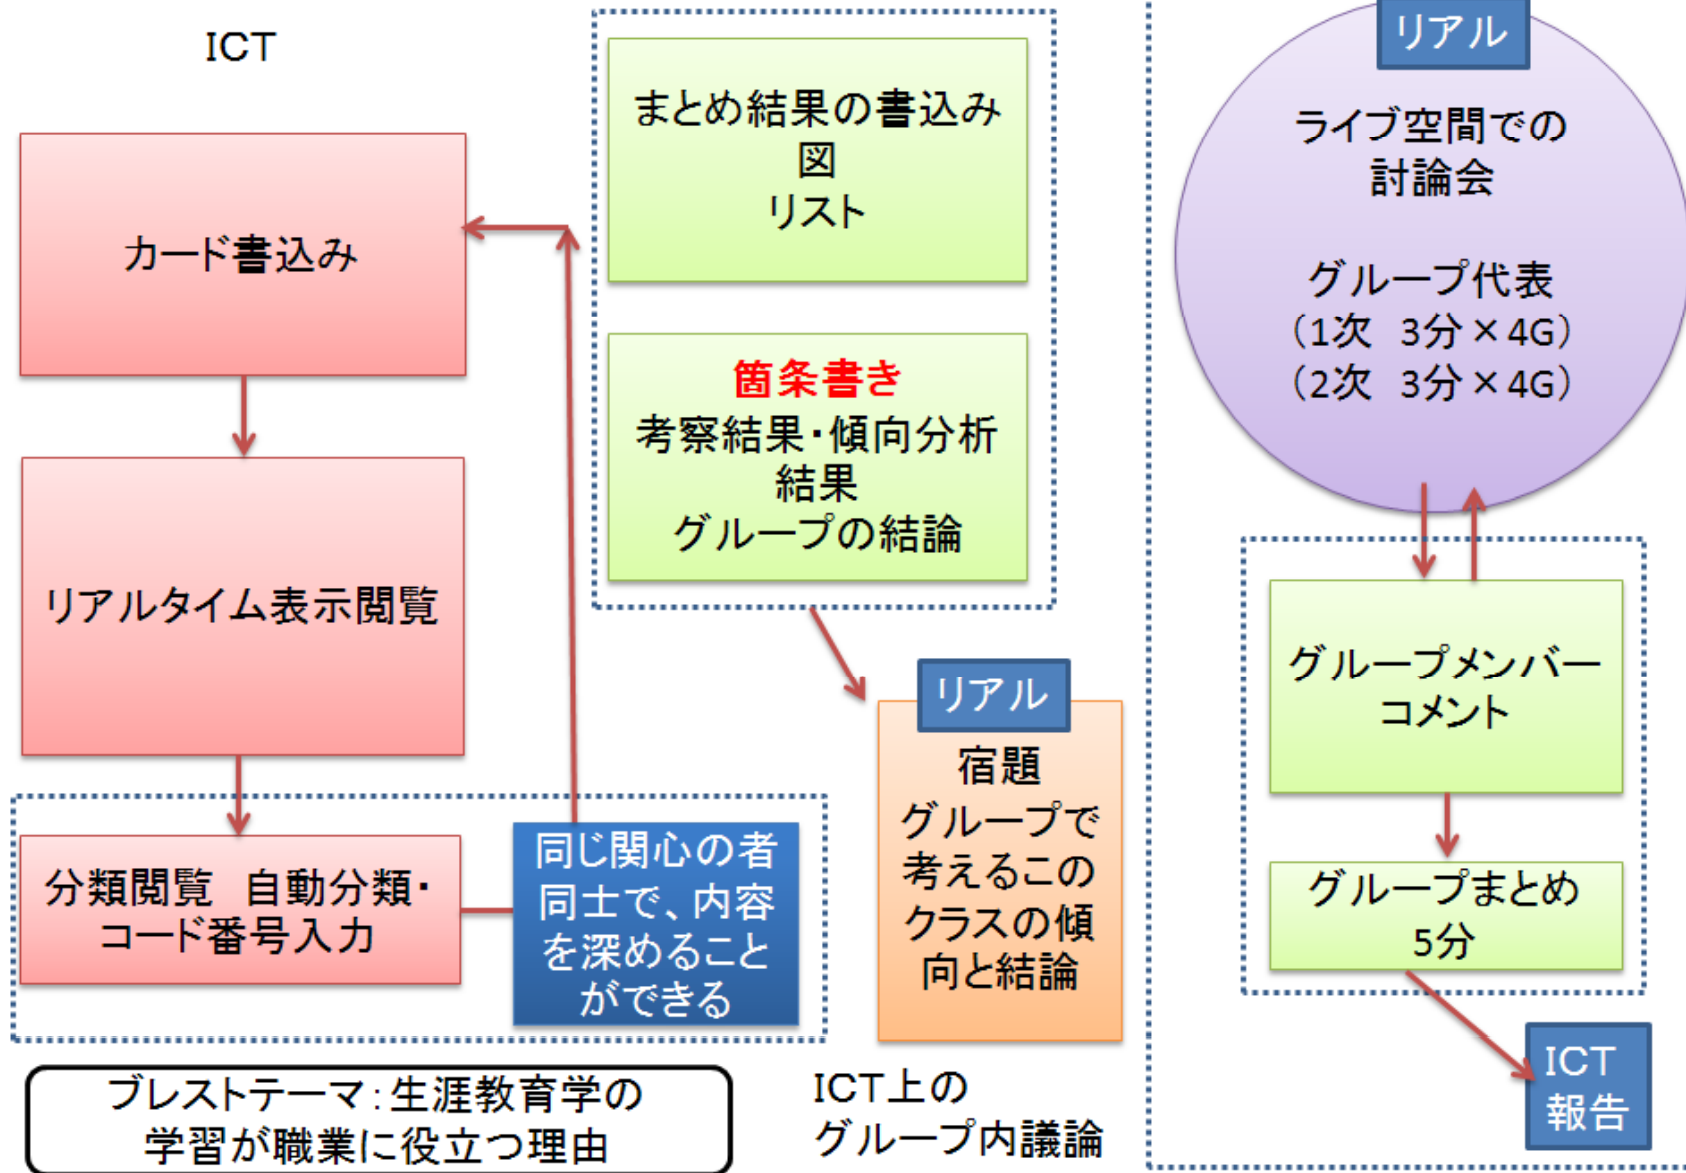 ICT
カード書込み
リアルタイム表示閲覧
分類閲覧　自動分類・
コード番号入力
同じ関心の者
同士で、内容
を深めること
ができる
ブレストテーマ：生涯教育学の
学習が職業に役立つ理由
まとめ結果の書込み
図
リスト
箇条書き
考察結果・傾向分析
結果
グループの結論
リアル
宿題
グループで
考えるこの
クラスの傾
向と結論
ICT上の
グループ内議論
リアル
ライブ空間での
討論会
グループ代表
（1次　3分×4G）
（2次　3分×4G）
グループメンバー
コメント
グループまとめ
5分
ICT
報告